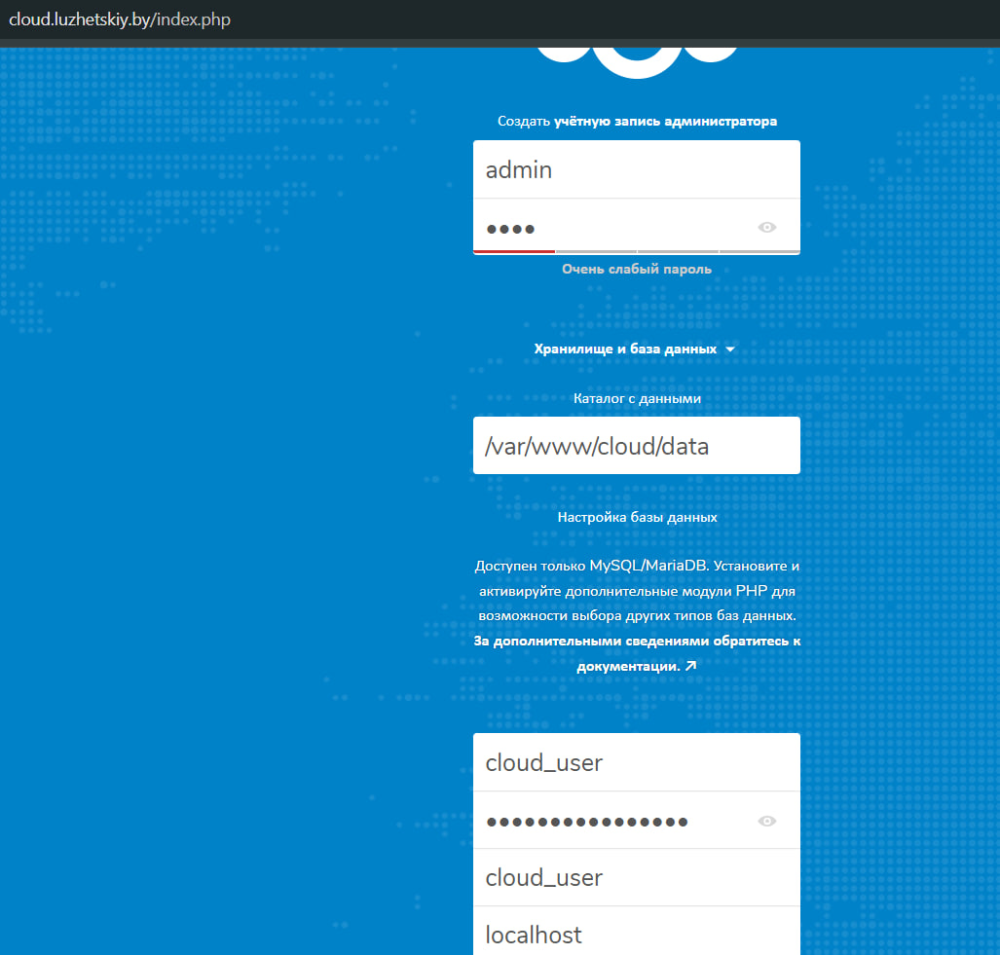 cloud.luzhetskiy.by/index.php
Создать учётную запись администратора
admin
••••
Очень слабый пароль
Хранилище и база данных
Каталог с данными
/var/www/cloud/data
Настройка базы данных
Доступен только MySQL/MariaDB. Установите и
активируйте дополнительные модули PHP для
возможности выбора других типов баз данных.
За дополнительными сведениями обратитесь к
документации. ↗
cloud_user
••••••••••••••••
cloud_user
localhost